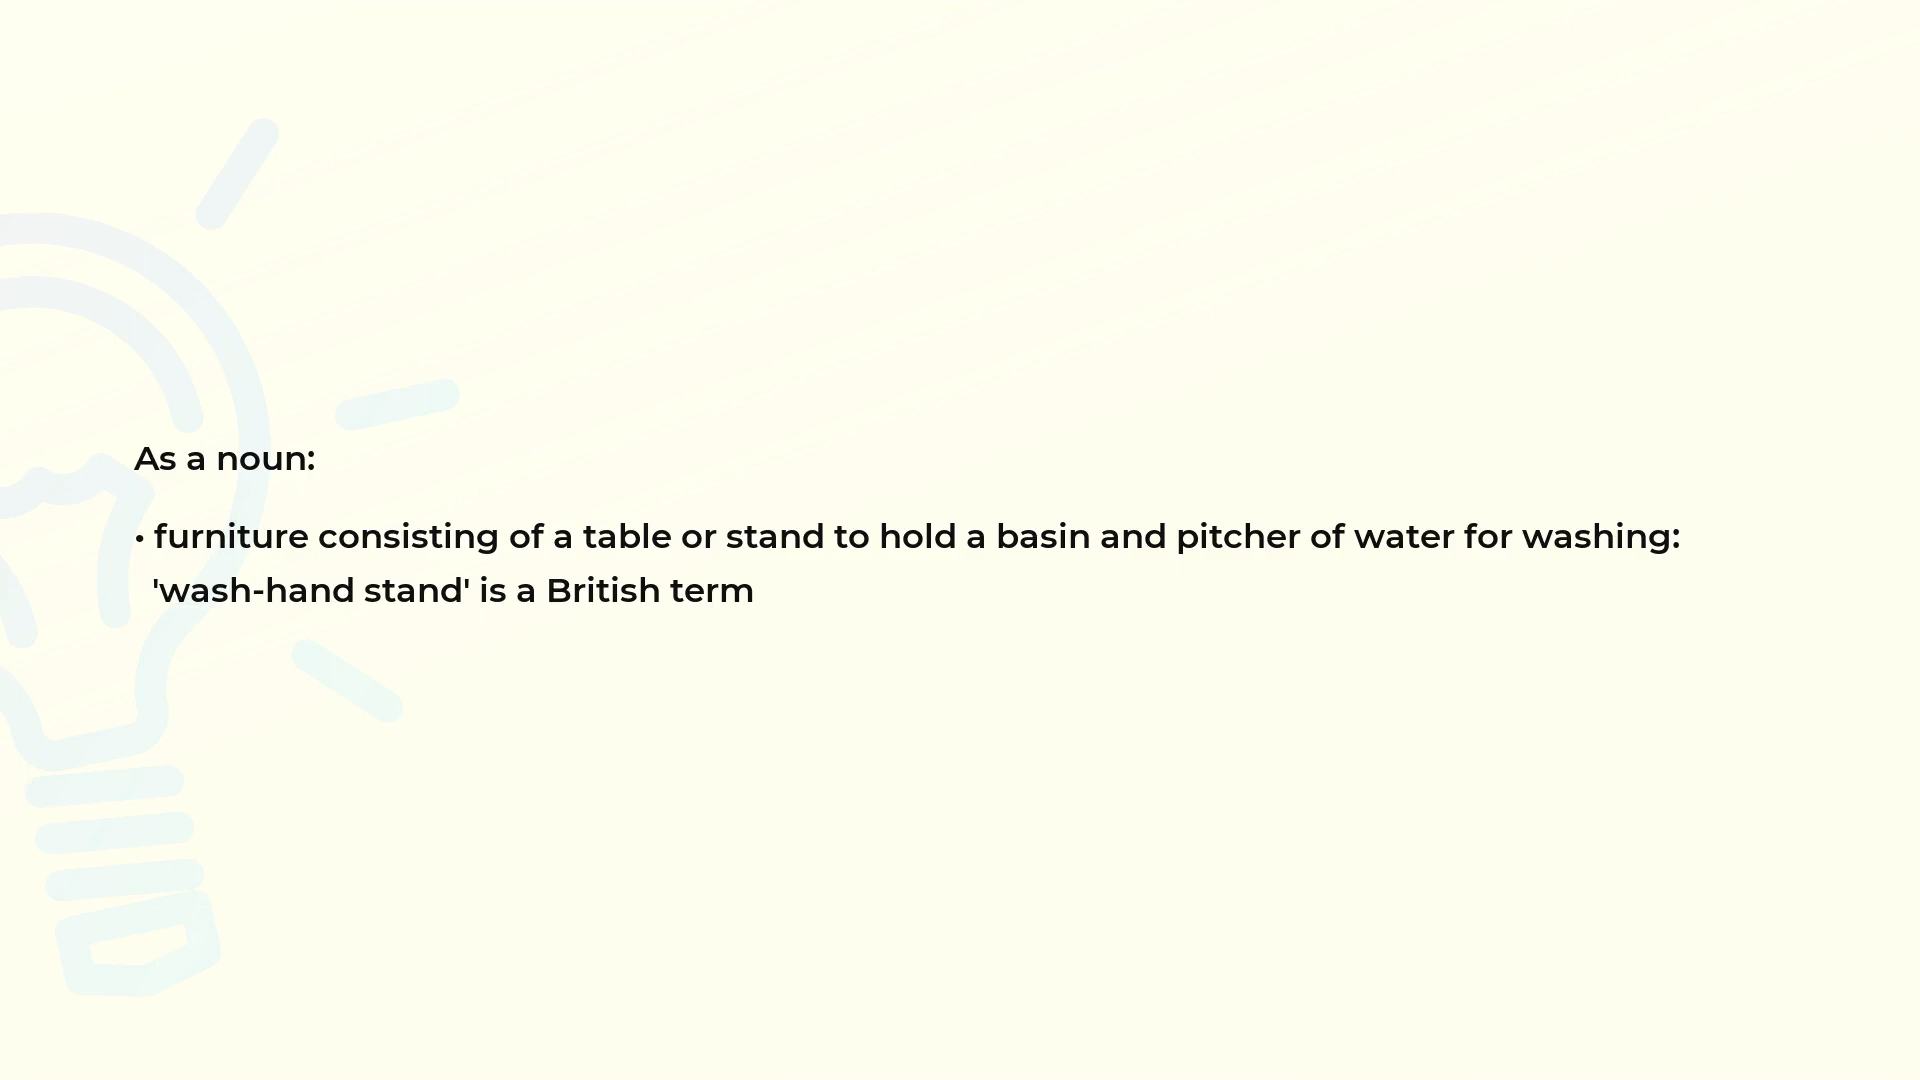 As a noun:
• furniture consisting of a table or stand to hold a basin and pitcher of water for washing:
'wash-hand stand' is a British term